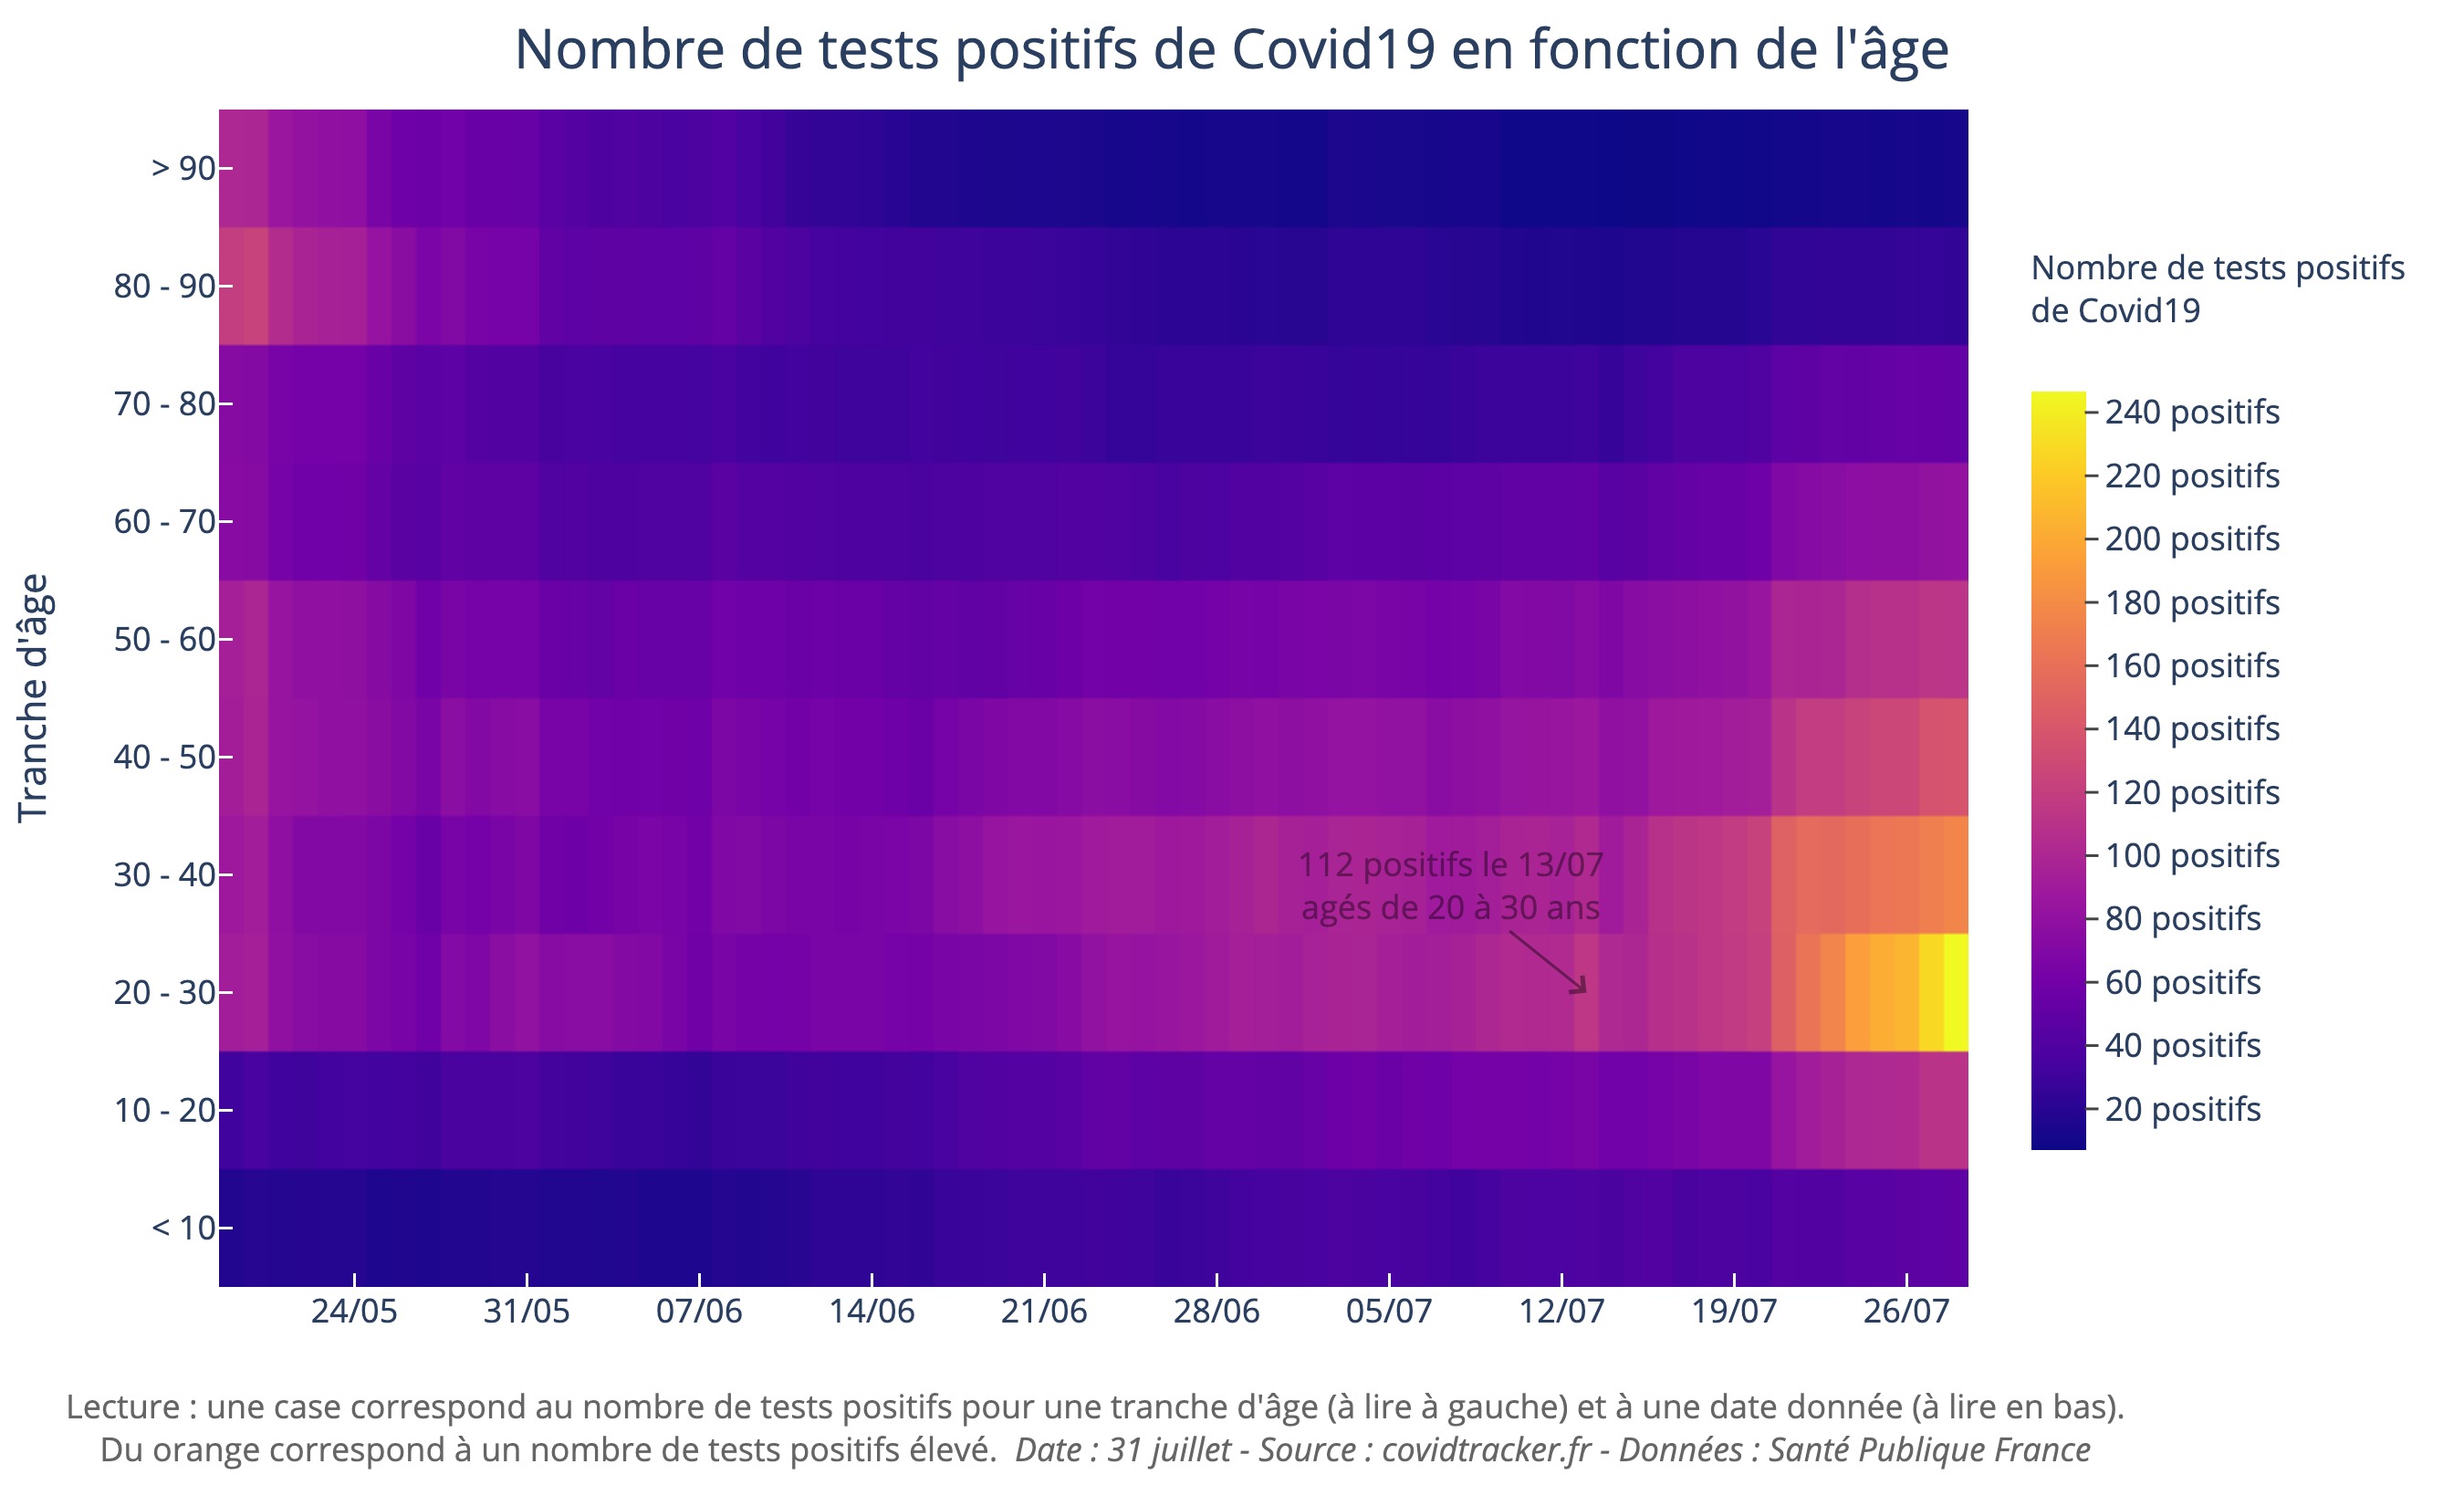 Nombre de tests positifs de Covid19 en fonction de l'âge
Tranche d'âge
> 90
80 - 90
70 - 80
60 - 70
50 - 60
40 - 50
30 - 40
20 - 30
10 - 20
< 10
112 positifs le 13/07
agés de 20 à 30 ans
24/05
31/05
07/06
14/06
21/06
28/06
05/07
12/07
19/07
26/07
Nombre de tests positifs
de Covid19
240 positifs
220 positifs
200 positifs
180 positifs
160 positifs
140 positifs
120 positifs
100 positifs
80 positifs
60 positifs
40 positifs
20 positifs
Lecture : une case correspond au nombre de tests positifs pour une tranche d'âge (à lire à gauche) et à une date donnée (à lire en bas).
Du orange correspond à un nombre de tests positifs élevé. Date : 31 juillet - Source : covidtracker.fr - Données : Santé Publique France